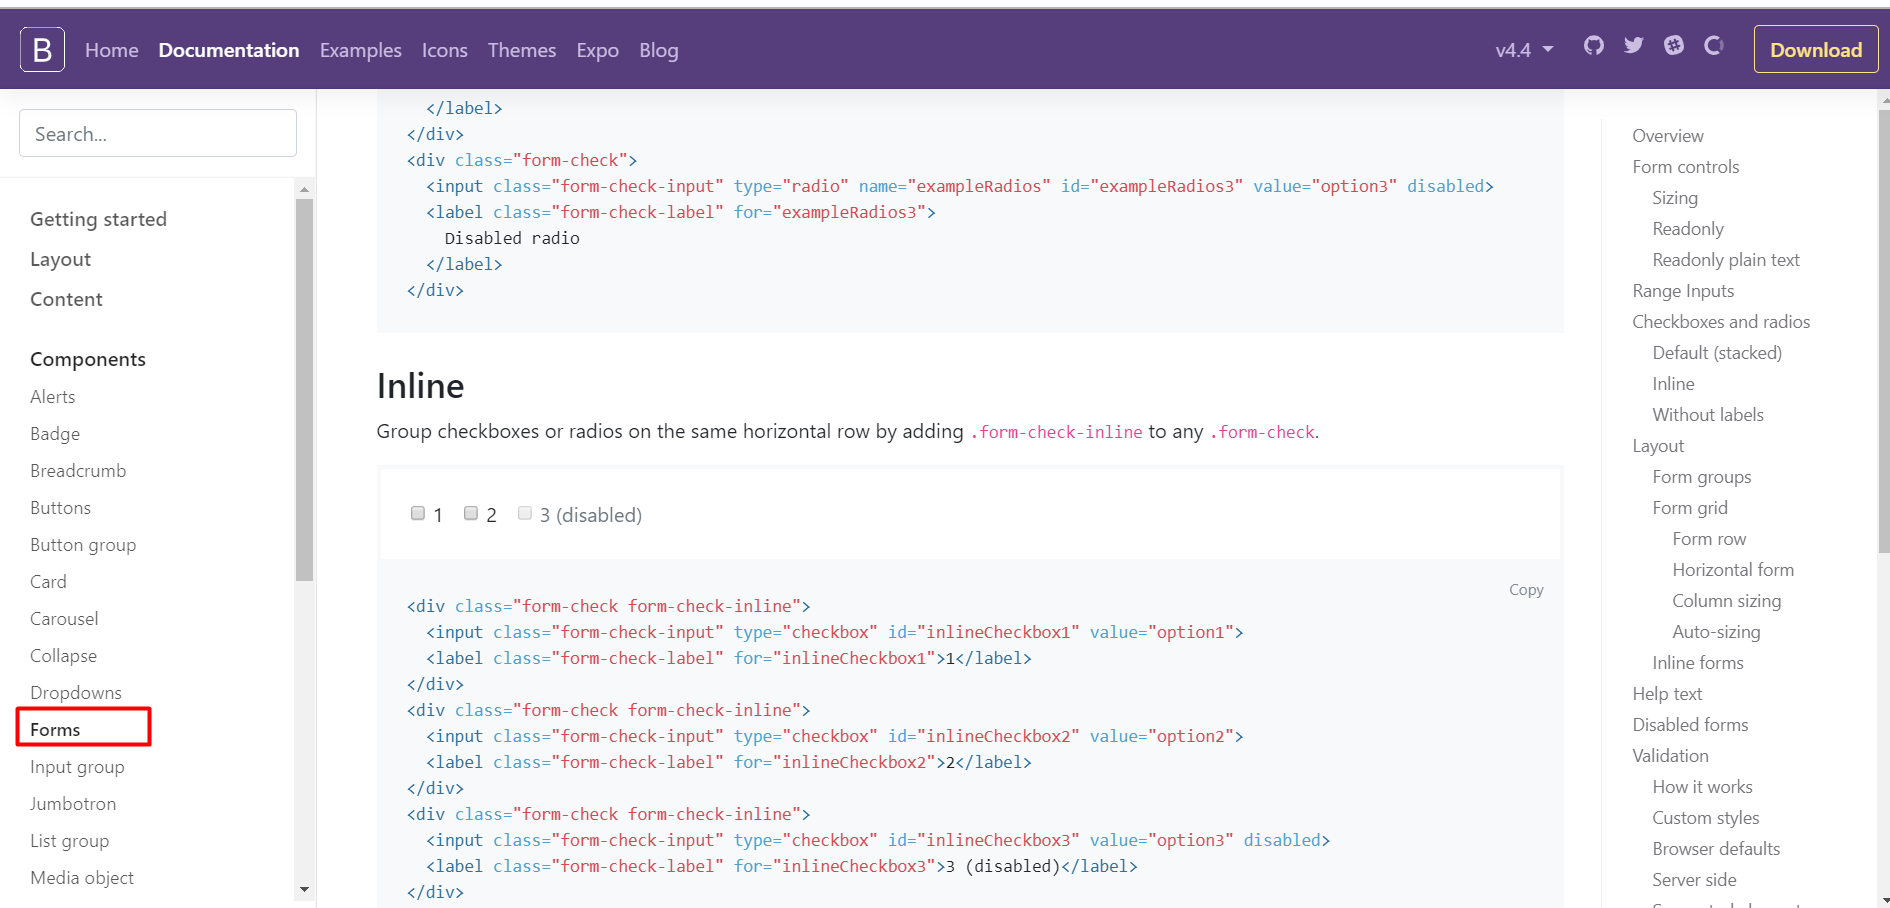 B Home Documentation Examples Icons Themes Expo Blog v4.4 Download
Search...
Getting started
Layout
Content
Components
Alerts
Badge
Breadcrumb
Buttons
Button group
Card
Carousel
Collapse
Dropdowns
Forms
Input group
Jumbotron
List group
Media object
</label>
</div>
<div class="form-check">
<input class="form-check-input" type="radio" name="exampleRadios" id="exampleRadios3" value="option3" disabled>
<label class="form-check-label" for="exampleRadios3">
Disabled radio
</label>
</div>
Inline
Group checkboxes or radios on the same horizontal row by adding .form-check-inline to any .form-check.
1 2 3 (disabled)
Copy
<div class="form-check form-check-inline">
<input class="form-check-input" type="checkbox" id="inlineCheckbox1" value="option1">
<label class="form-check-label" for="inlineCheckbox1">1</label>
</div>
<div class="form-check form-check-inline">
<input class="form-check-input" type="checkbox" id="inlineCheckbox2" value="option2">
<label class="form-check-label" for="inlineCheckbox2">2</label>
</div>
<div class="form-check form-check-inline">
<input class="form-check-input" type="checkbox" id="inlineCheckbox3" value="option3" disabled>
<label class="form-check-label" for="inlineCheckbox3">3 (disabled)</label>
</div>
Overview
Form controls
Sizing
Readonly
Readonly plain text
Range Inputs
Checkboxes and radios
Default (stacked)
Inline
Without labels
Layout
Form groups
Form grid
Form row
Horizontal form
Column sizing
Auto-sizing
Inline forms
Help text
Disabled forms
Validation
How it works
Custom styles
Browser defaults
Server side